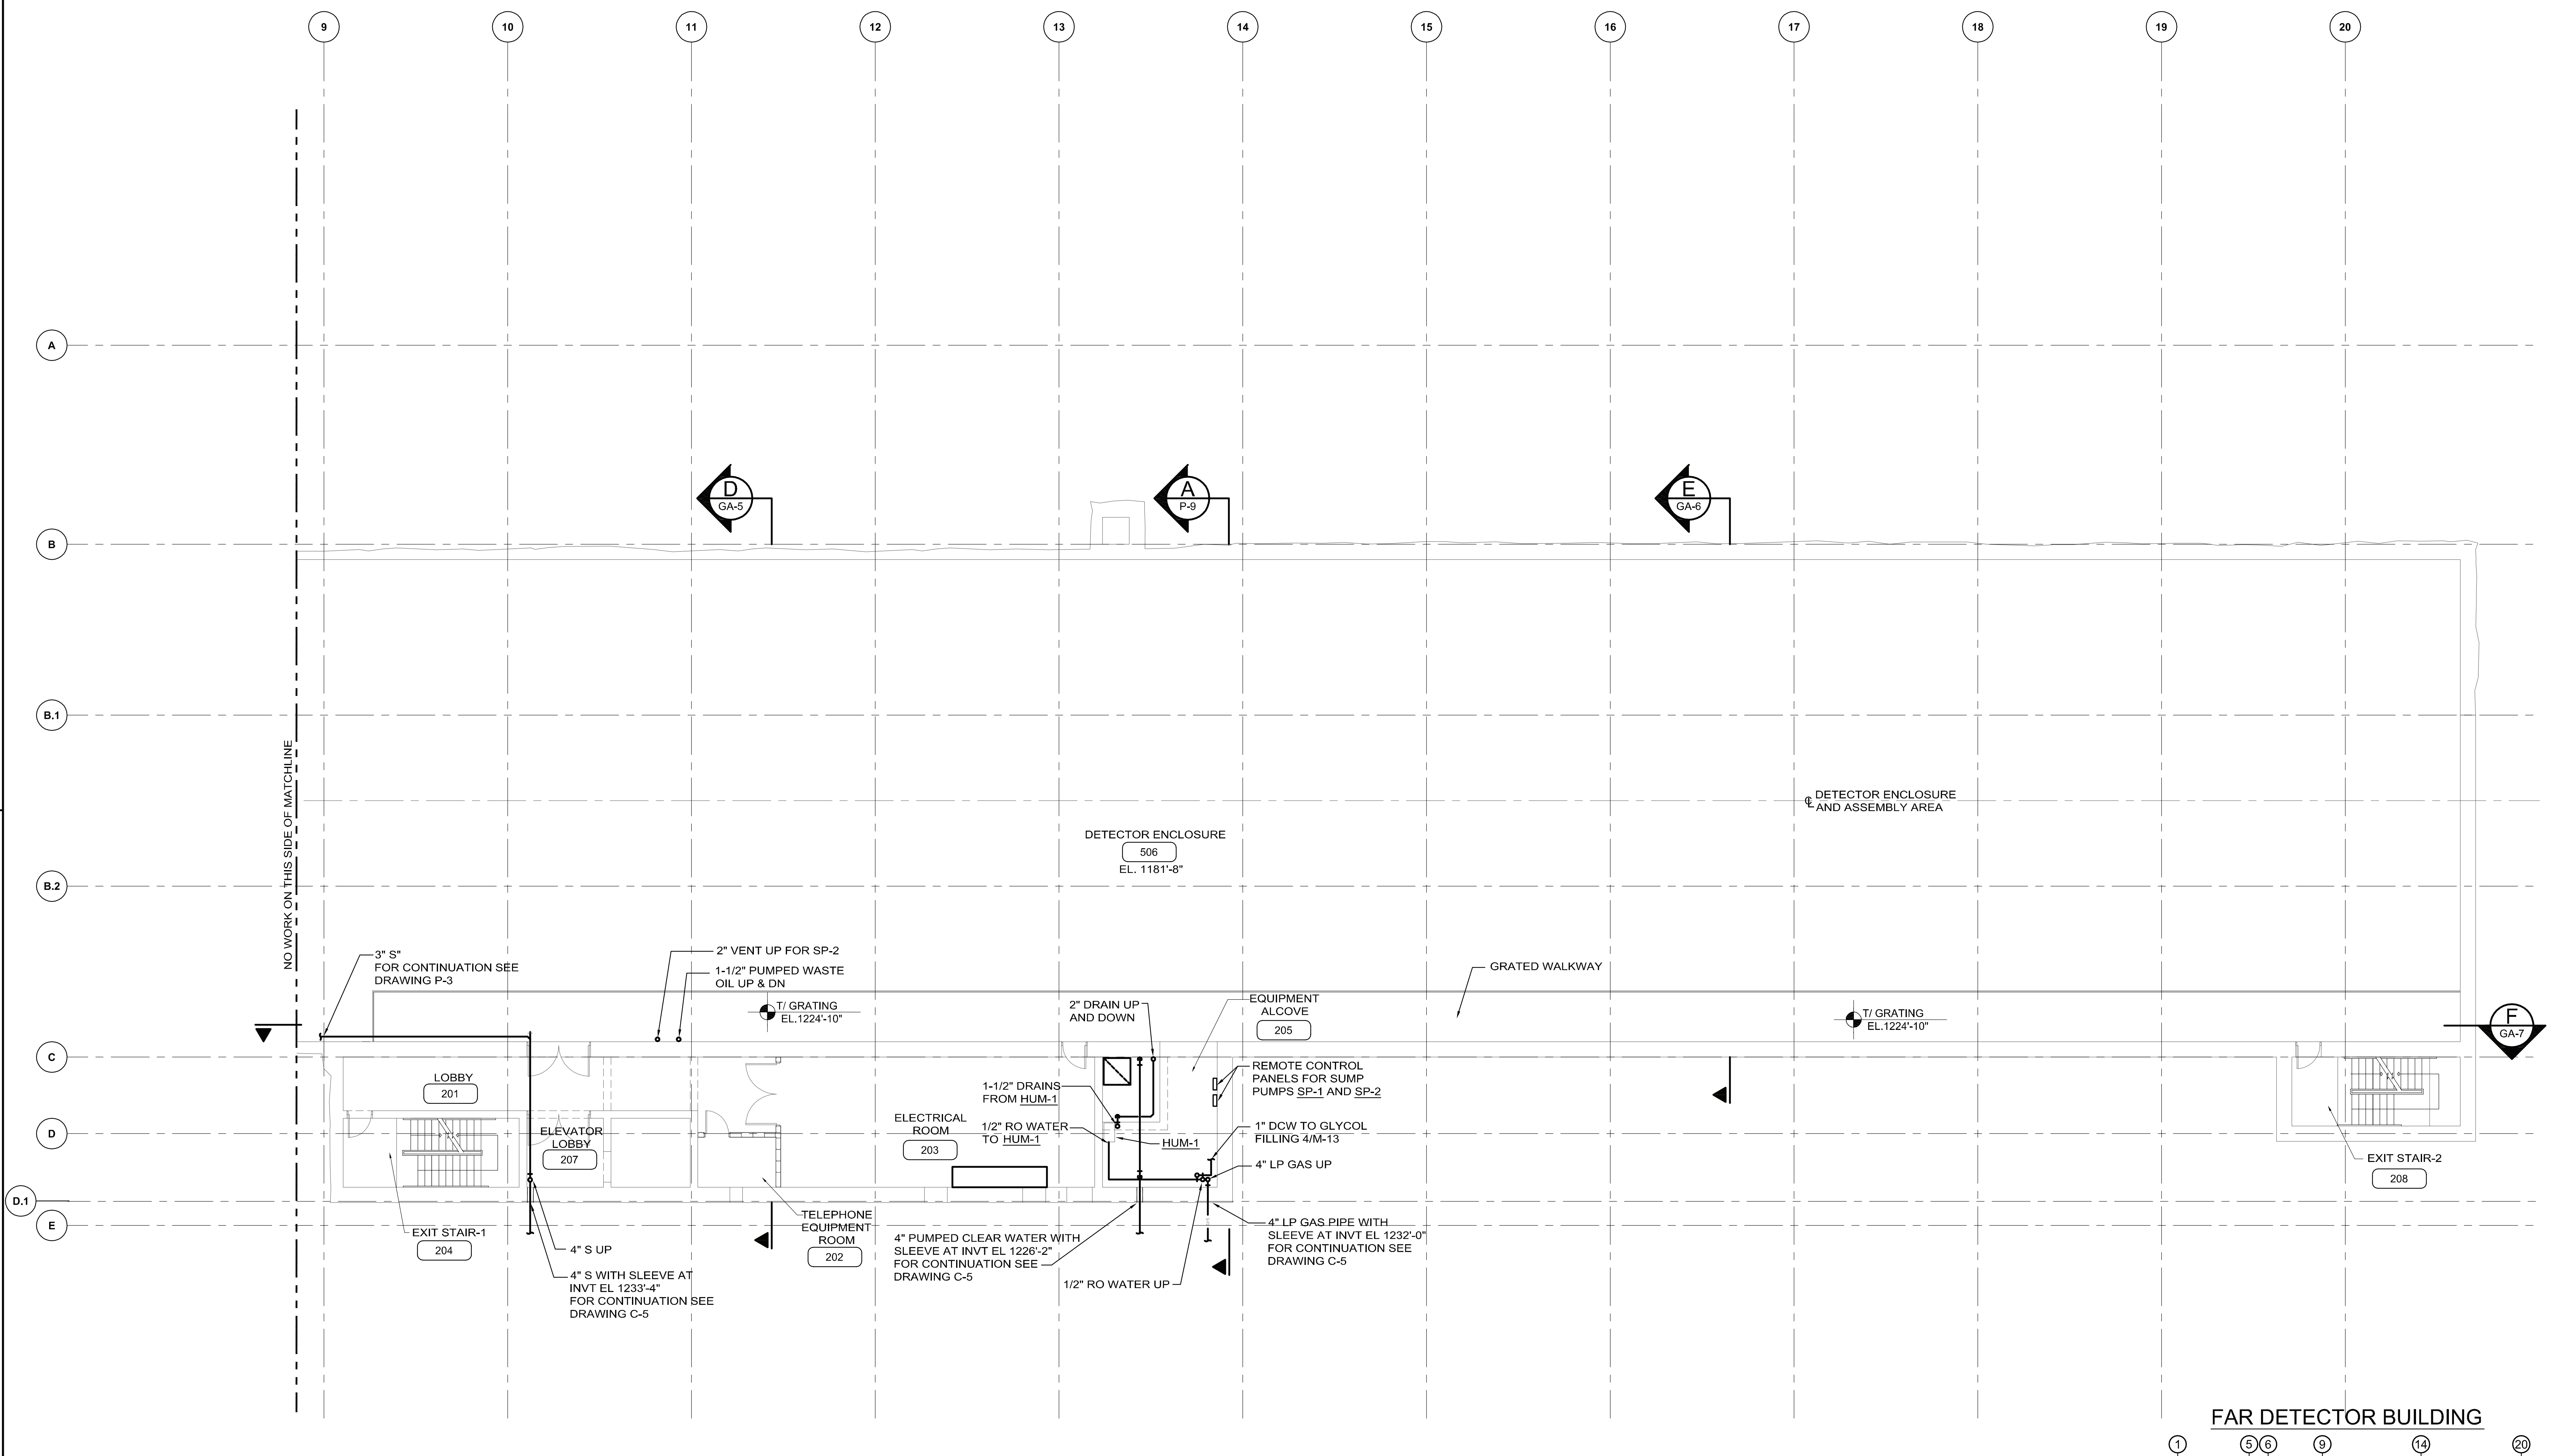 9
10
11
12
13
14
15
16
17
18
19
20
A
D
GA-5
A
P-9
E
GA-6
B
B.1
NO WORK ON THIS SIDE OF MATCHLINE
℄ DETECTOR ENCLOSURE
AND ASSEMBLY AREA
DETECTOR ENCLOSURE
506
EL. 1181'-8"
B.2
3" S"
FOR CONTINUATION SEE
DRAWING P-3
2" VENT UP FOR SP-2
1-1/2" PUMPED WASTE
OIL UP & DN
T/ GRATING
EL.1224'-10"
2" DRAIN UP
AND DOWN
EQUIPMENT
ALCOVE
205
GRATED WALKWAY
T/ GRATING
EL.1224'-10"
F
GA-7
C
LOBBY
201
1-1/2" DRAINS
FROM HUM-1
REMOTE CONTROL
PANELS FOR SUMP
PUMPS SP-1 AND SP-2
D
ELEVATOR
LOBBY
207
ELECTRICAL
ROOM
203
1/2" RO WATER
TO HUM-1
HUM-1
1" DCW TO GLYCOL
FILLING 4/M-13
4" LP GAS UP
EXIT STAIR-2
208
D.1
E
EXIT STAIR-1
204
4" S UP
4" S WITH SLEEVE AT
INVT EL 1233'-4"
FOR CONTINUATION SEE
DRAWING C-5
TELEPHONE
EQUIPMENT
ROOM
202
4" PUMPED CLEAR WATER WITH
SLEEVE AT INVT EL 1226'-2"
FOR CONTINUATION SEE
DRAWING C-5
1/2" RO WATER UP
4" LP GAS PIPE WITH
SLEEVE AT INVT EL 1232'-0"
FOR CONTINUATION SEE
DRAWING C-5
FAR DETECTOR BUILDING
1
5
6
9
14
20